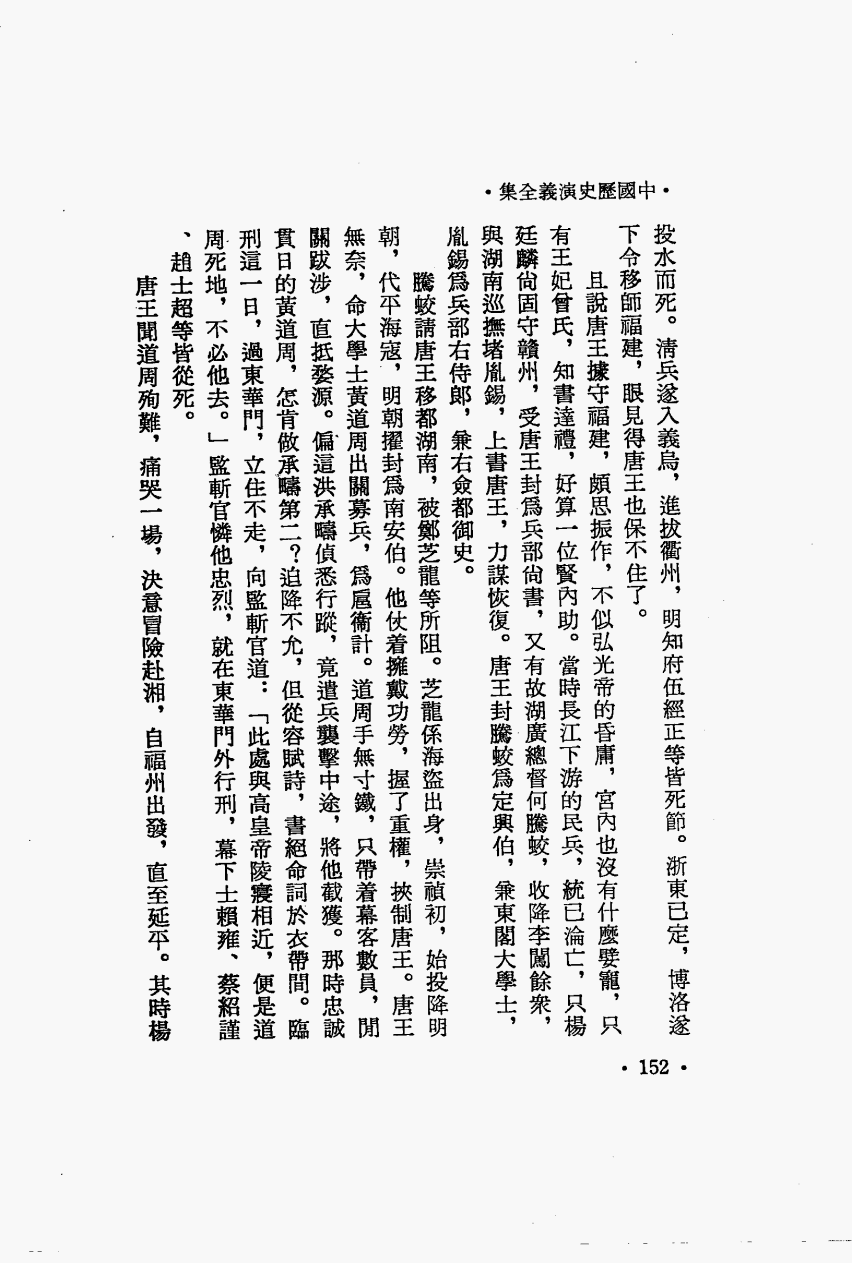 •中國歷史演義全集•
投水而死。清兵遂入義烏，進拔衢州，明知府伍經正等皆死節。浙東已定，博洛遂
下令移師福建，眼見得唐王也保不住了。
且說唐王據守福建，頗思振作，不似弘光帝的昏庸，宮內也沒有什麼嬖寵，只
有王妃曾氏，知書達禮，好算一位賢內助。當時長江下游的民兵，統已淪亡，只楊
廷麟尙固守贛州，受唐王封爲兵部尙書，又有故湖廣總督何騰蛟，收降李闖餘衆，
與湖南巡撫堵胤錫，上書唐王，力謀恢復。唐王封騰蛟爲定興伯，兼東閣大學士，
胤錫爲兵部右侍郎，兼右僉都御史。
騰蛟請唐王移都湖南，被鄭芝龍等所阻。芝龍係海盜出身，崇禎初，始投降明
朝，代平海寇，明朝擢封爲南安伯。他仗着擁戴功勞，握了重權，挾制唐王。唐王
無奈，命大學士黃道周出關募兵，爲扈衞計。道周手無寸鐵，只帶着幕客數員，閒
關跋涉，直抵婺源。偏這洪承疇偵悉行蹤，竟遣兵襲擊中途，將他截獲。那時忠誠
貫日的黃道周，怎肯做承疇第二？迫降不允，但從容賦詩，書絕命詞於衣帶間。臨
刑這一日，過東華門，立住不走，向監斬官道：「此處與高皇帝陵寢相近，便是道
周死地，不必他去。」監斬官憐他忠烈，就在東華門外行刑，幕下士賴雍、蔡紹謹
、趙士超等皆從死。
唐王聞道周殉難，痛哭一場，決意冒險赴湘，自福州出發，直至延平。其時楊
•152•